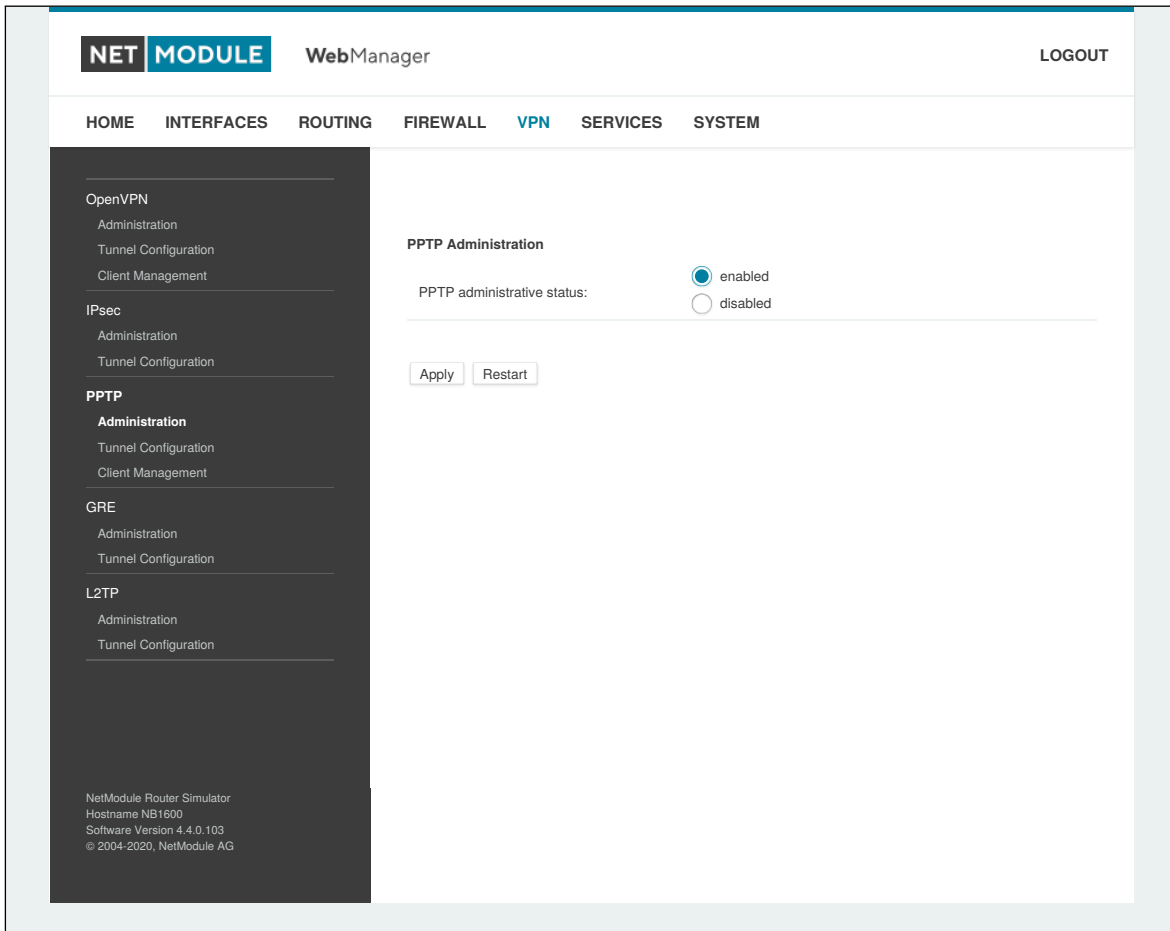 NET MODULE WebManager LOGOUT
HOME INTERFACES ROUTING FIREWALL VPN SERVICES SYSTEM
OpenVPN
Administration
Tunnel Configuration
Client Management
IPsec
Administration
Tunnel Configuration
PPTP
Administration
Tunnel Configuration
Client Management
GRE
Administration
Tunnel Configuration
L2TP
Administration
Tunnel Configuration
NetModule Router Simulator
Hostname NB1600
Software Version 4.4.0.103
© 2004-2020, NetModule AG
PPTP Administration
PPTP administrative status:
enabled
disabled
Apply Restart